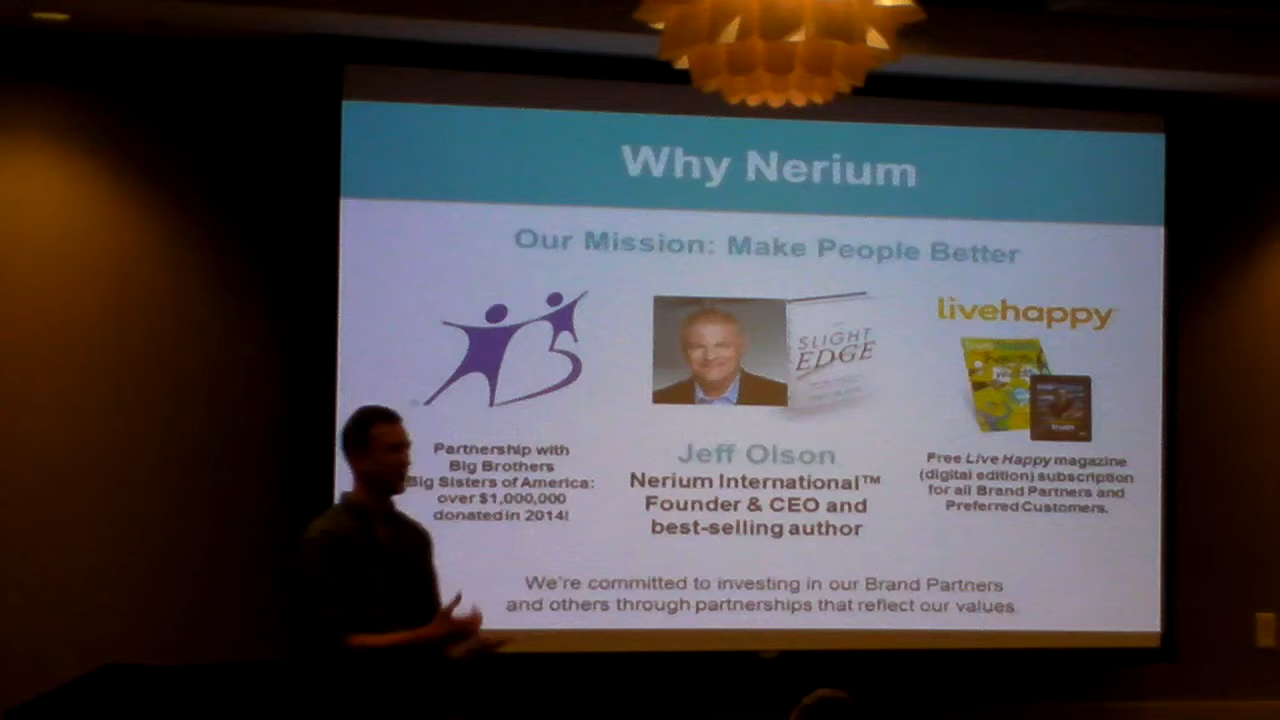 Why Nerium
Our Mission: Make People Better
SLIGHT
EDGE
livehappy
Partnership with
Big Brothers
Big Sisters of America:
over $1,000,000
donated in 2014!
Jeff Olson
Nerium International™
Founder & CEO and
best-selling author
Free Live Happy magazine
(digital edition) subscription
for all Brand Partners and
Preferred Customers.
We're committed to investing in our Brand Partners
and others through partnerships that reflect our values.